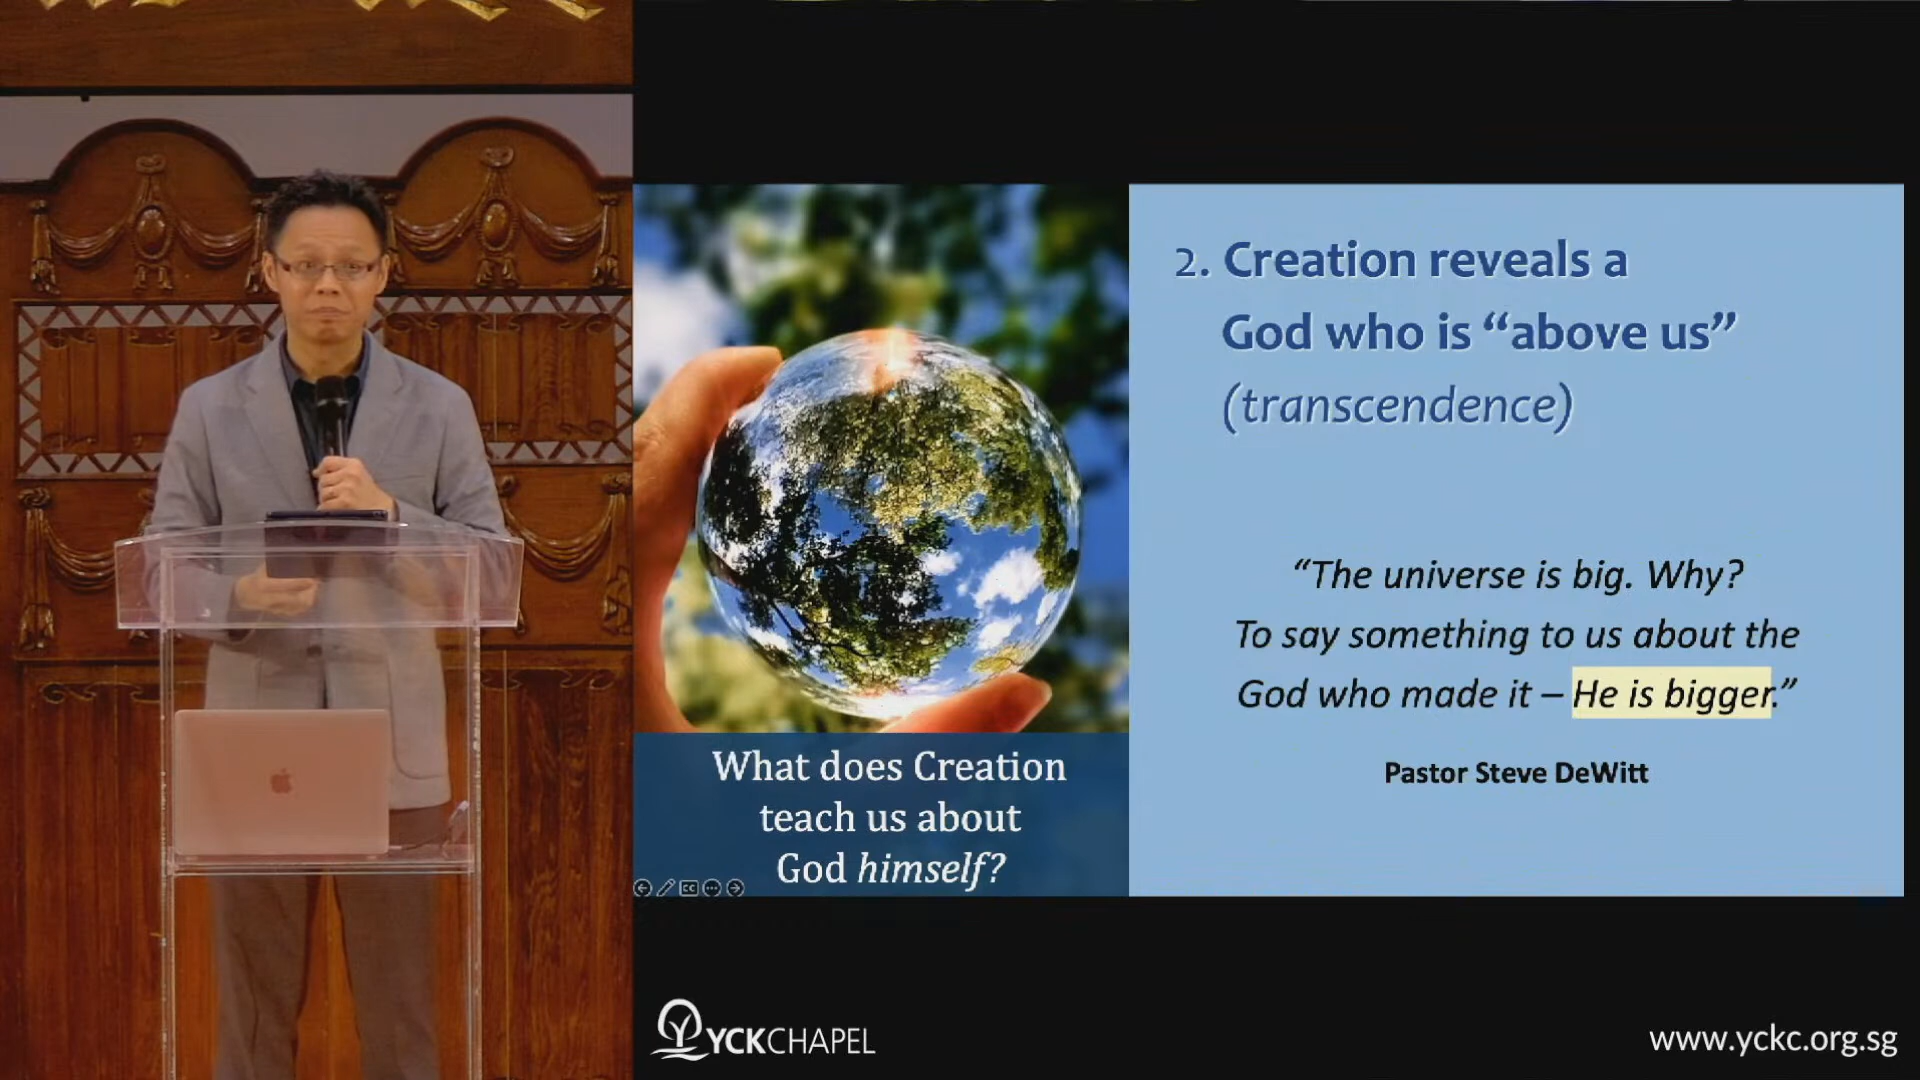 What does Creation
teach us about
God himself?
2. Creation reveals a
God who is “above us”
(transcendence)
“The universe is big. Why?
To say something to us about the
God who made it – He is bigger.”
Pastor Steve DeWitt
YCKCHAPEL
www.yckc.org.sg